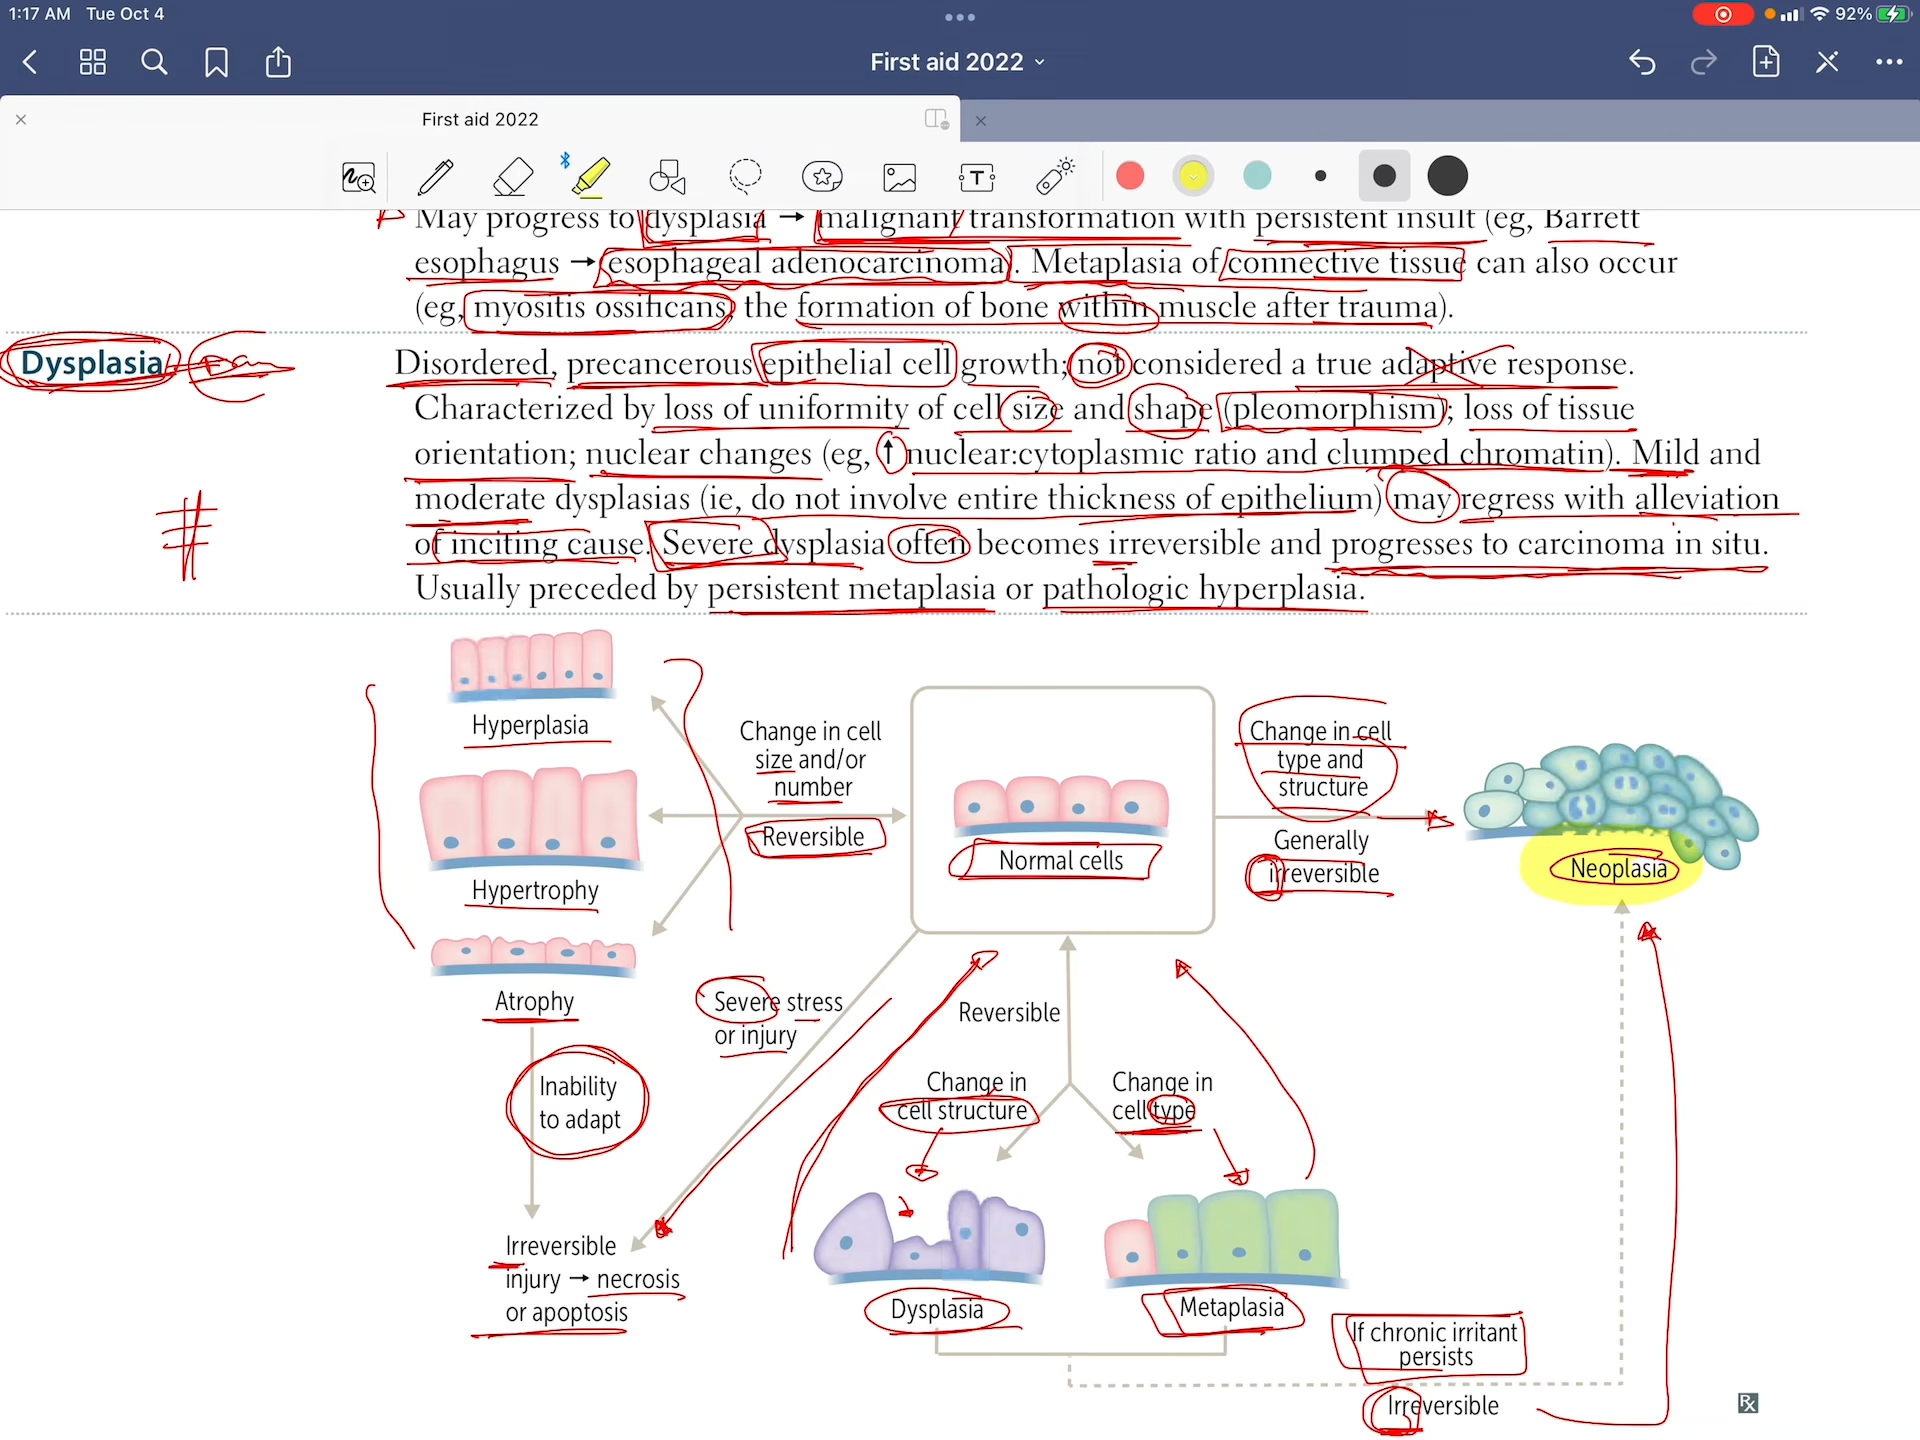 1:17 AM Tue Oct 4
92%
First aid 2022
First aid 2022
T
May progress to dysplasia → malignant transformation with persistent insult (eg, Barrett
esophagus → esophageal adenocarcinoma). Metaplasia of connective tissue can also occur
(eg, myositis ossificans, the formation of bone within muscle after trauma).
Dysplasia
Disordered, precancerous epithelial cell growth; not considered a true adaptive response.
Characterized by loss of uniformity of cell size and shape (pleomorphism); loss of tissue
orientation; nuclear changes (eg, ↑ nuclear:cytoplasmic ratio and clumped chromatin). Mild and
moderate dysplasias (ie, do not involve entire thickness of epithelium) may regress with alleviation
of inciting cause. Severe dysplasia often becomes irreversible and progresses to carcinoma in situ.
Usually preceded by persistent metaplasia or pathologic hyperplasia.
#
Hyperplasia
Hypertrophy
Atrophy
Change in cell
size and/or
number
Reversible
Normal cells
Change in cell
type and
structure
Generally
irreversible
Neoplasia
Severe stress
or injury
Inability
to adapt
Reversible
Change in
cell structure
Change in
cell type
Irreversible
injury → necrosis
or apoptosis
Dysplasia
Metaplasia
If chronic irritant
persists
Irreversible
Rx